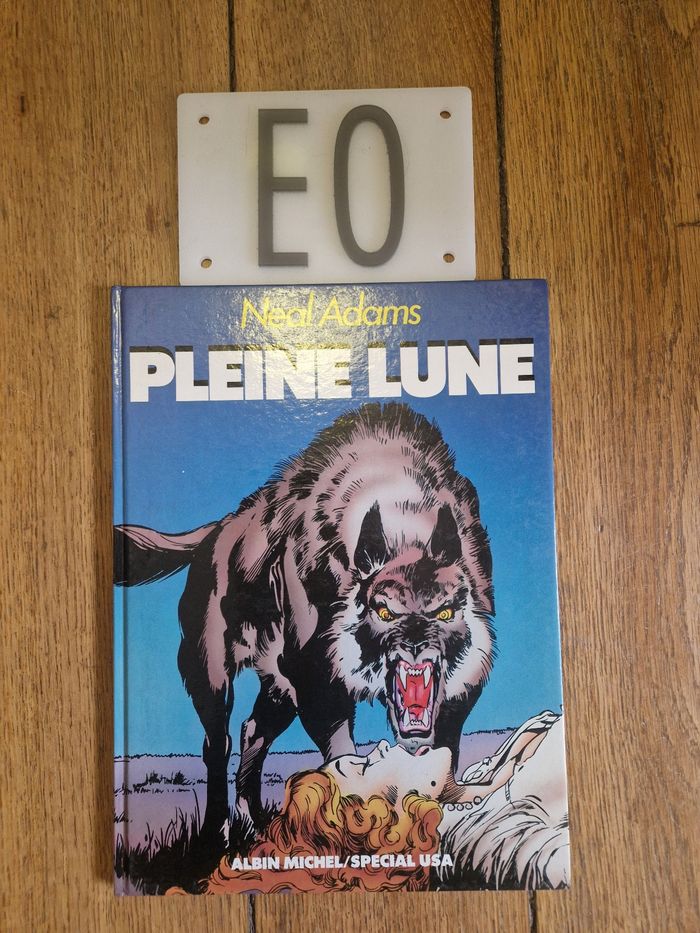 EO
Neal Adams
PLEINE LUNE
ALBIN MICHEL/SPECIAL USA